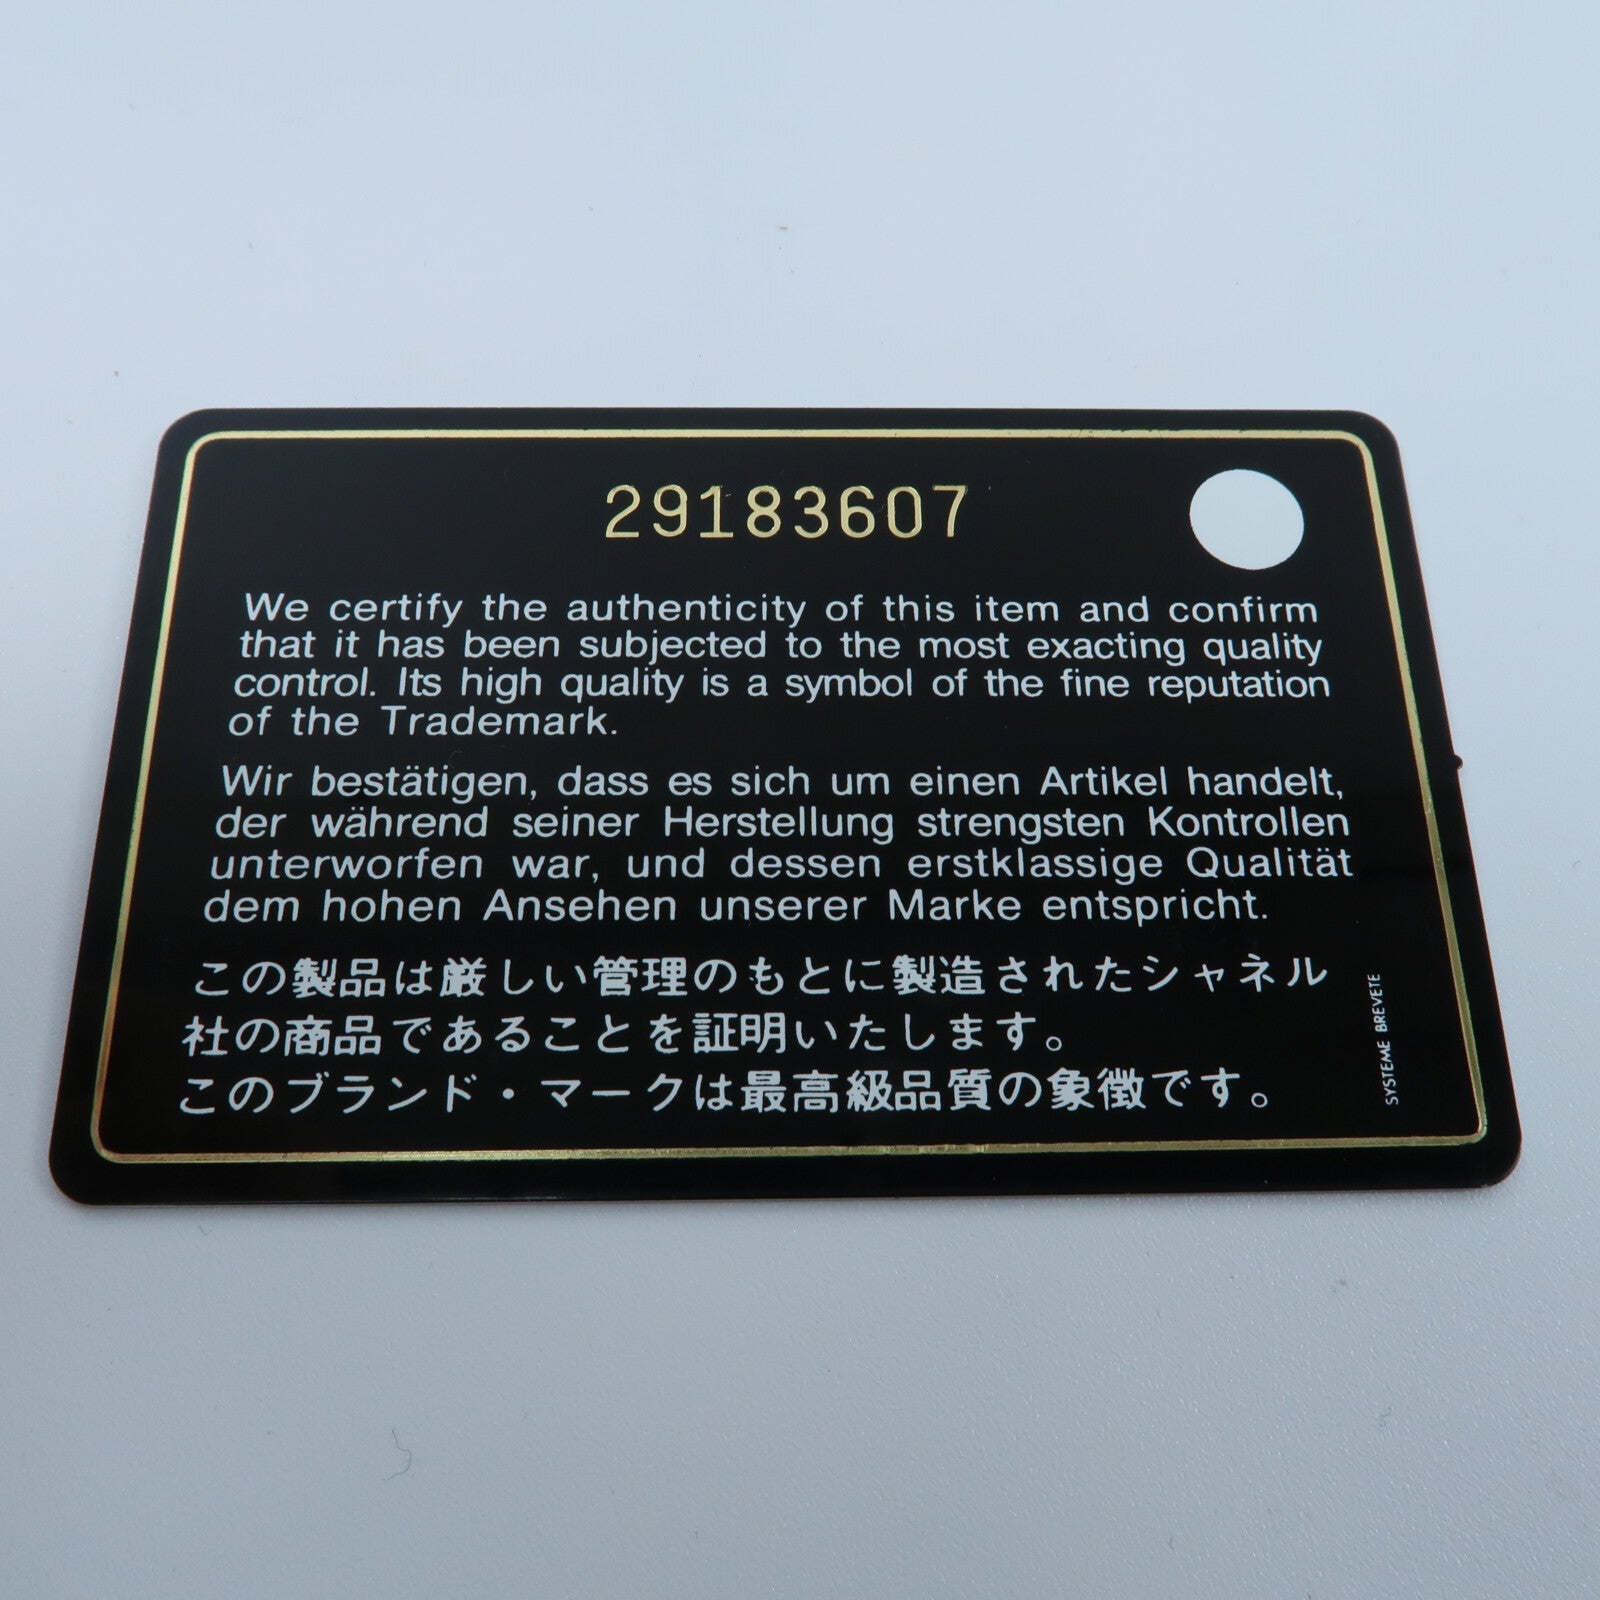 29183607
We certify the authenticity of this item and confirm
that it has been subjected to the most exacting quality
control. Its high quality is a symbol of the fine reputation
of the Trademark.
Wir bestätigen, dass es sich um einen Artikel handelt,
der während seiner Herstellung strengsten Kontrollen
unterworfen war, und dessen erstklassige Qualität
dem hohen Ansehen unserer Marke entspricht.
この製品は厳しい管理のもとに製造されたシャネル
社の商品であることを証明いたします。
このブランド・マークは最高級品質の象徴です。
SYSTEME BREVETE